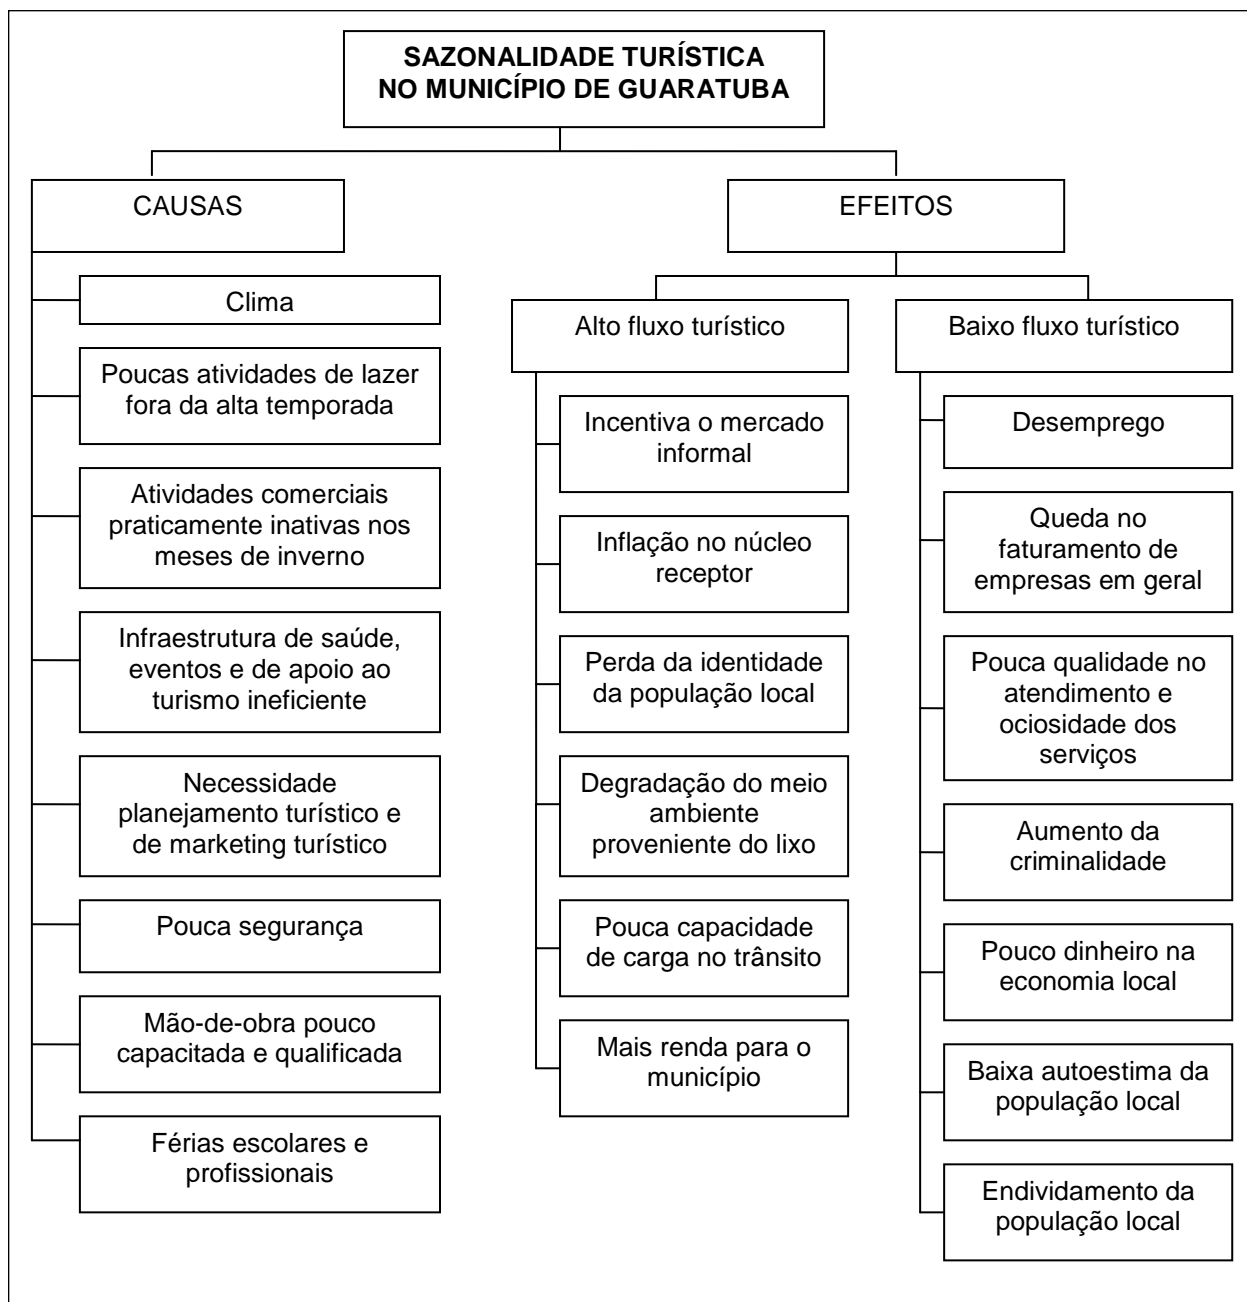 SAZONALIDADE TURÍSTICA
NO MUNICÍPIO DE GUARATUBA
CAUSAS
Clima
Poucas atividades de lazer
fora da alta temporada
Atividades comerciais
praticamente inativas nos
meses de inverno
Infraestrutura de saúde,
eventos e de apoio ao
turismo ineficiente
Necessidade
planejamento turístico e
de marketing turístico
Pouca segurança
Mão-de-obra pouco
capacitada e qualificada
Férias escolares e
profissionais
EFEITOS
Alto fluxo turístico
Incentiva o mercado
informal
Inflação no núcleo
receptor
Perda da identidade
da população local
Degradação do meio
ambiente
proveniente do lixo
Pouca capacidade
de carga no trânsito
Mais renda para o
município
Baixo fluxo turístico
Desemprego
Queda no
faturamento de
empresas em geral
Pouca qualidade no
atendimento e
ociosidade dos
serviços
Aumento da
criminalidade
Pouco dinheiro na
economia local
Baixa autoestima da
população local
Endividamento da
população local